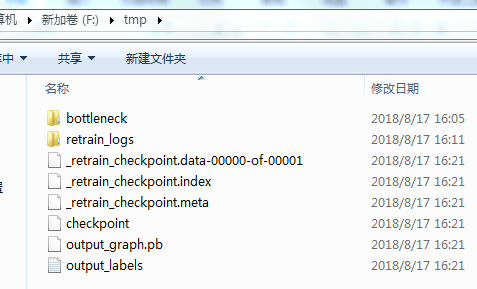 算机 ▸ 新加卷 (F:) ▸ tmp ▸
库中 ▾ 共享 ▾ 新建文件夹
名称 修改日期
bottleneck 2018/8/17 16:05
retrain_logs 2018/8/17 16:11
_retrain_checkpoint.data-00000-of-00001 2018/8/17 16:21
_retrain_checkpoint.index 2018/8/17 16:21
_retrain_checkpoint.meta 2018/8/17 16:21
checkpoint 2018/8/17 16:21
output_graph.pb 2018/8/17 16:21
output_labels 2018/8/17 16:21